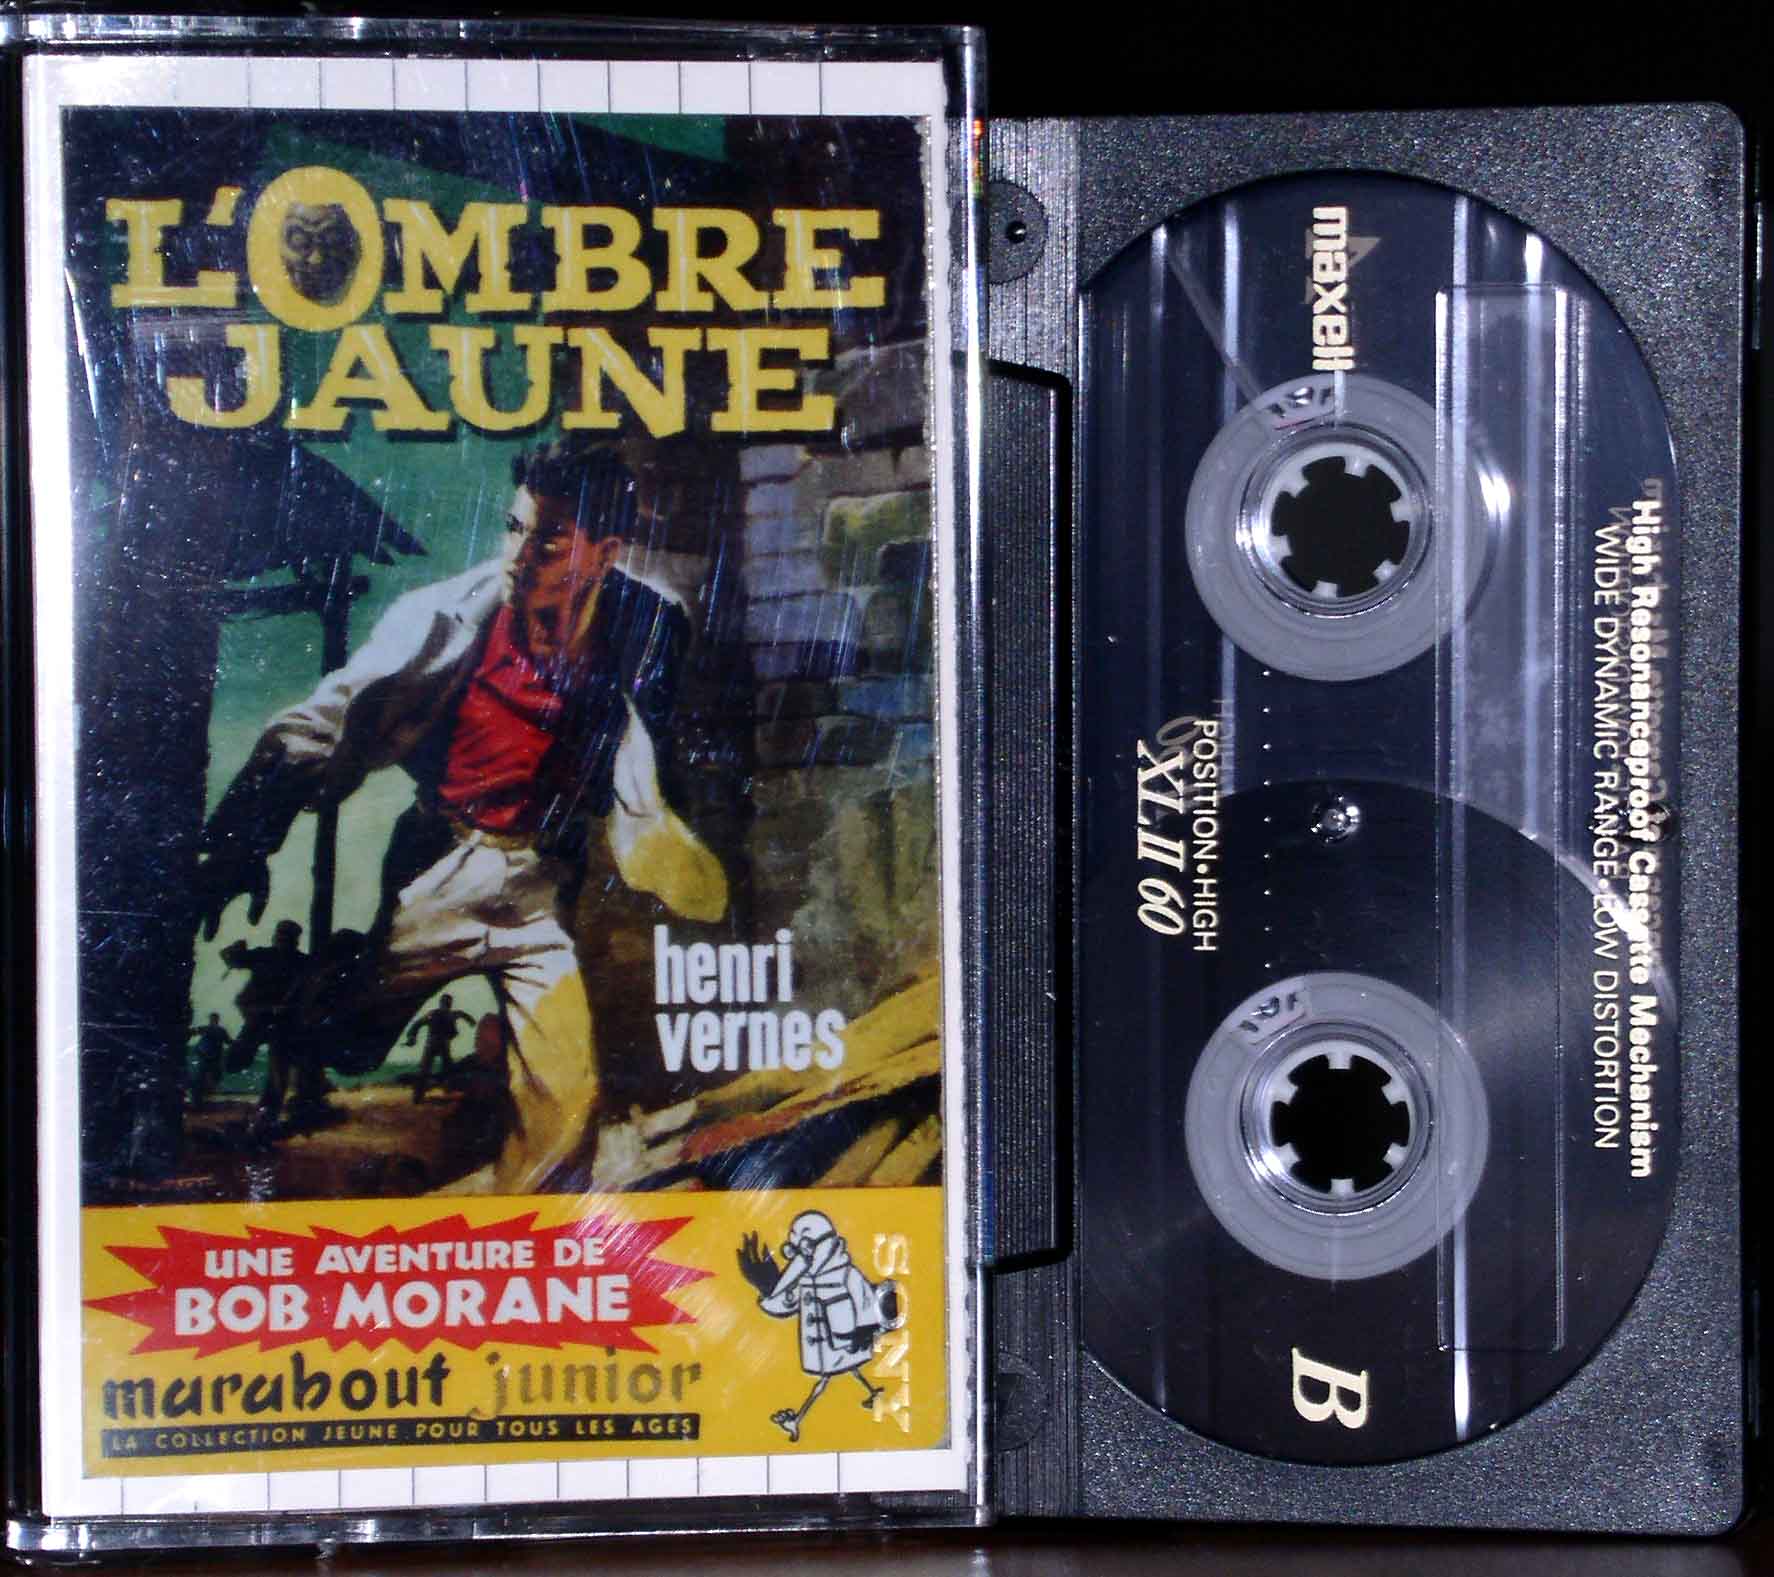 L'OMBRE
JAUNE
henri
vernes
UNE AVENTURE DE
BOB MORANE
marabout junior
LA COLLECTION JEUNE POUR TOUS LES AGES
SONY
maxell
POSITION•HIGH
XLII 60
High Resonanceproof Cassette Mechanism
WIDE DYNAMIC RANGE•LOW DISTORTION
B